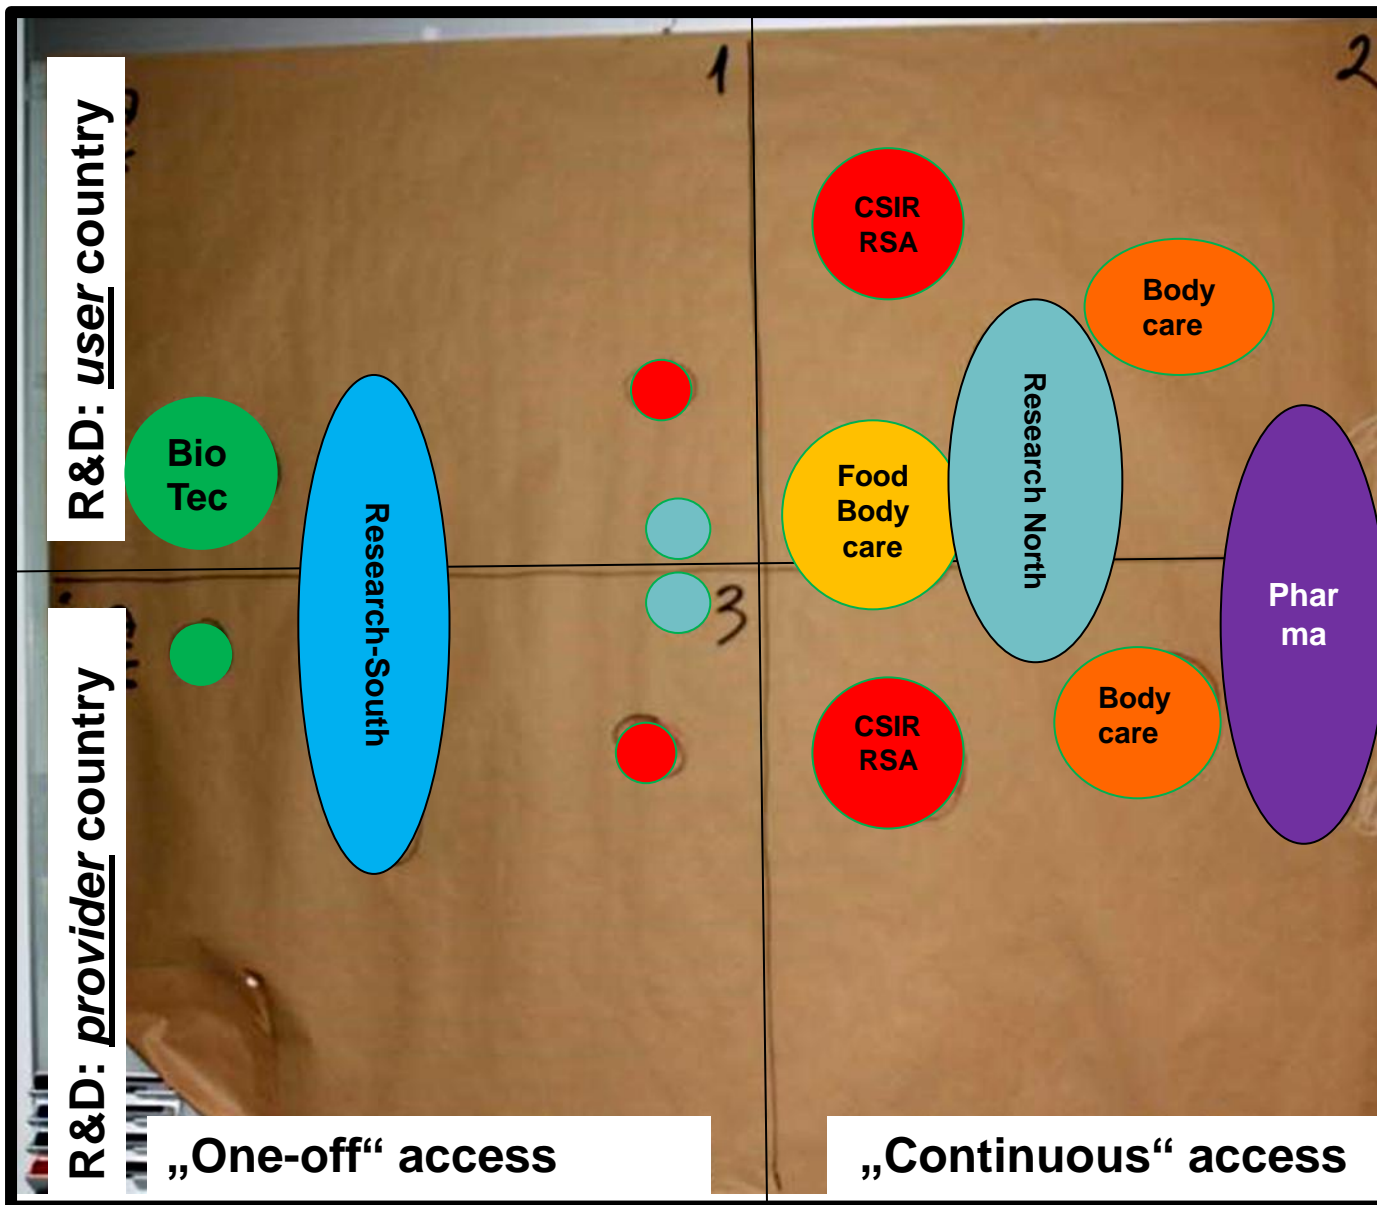 1
2
R&D: user country
CSIR
RSA
Body
care
Bio
Tec
Research-South
Food
Body
care
Research North
Phar
ma
3
R&D: provider country
CSIR
RSA
Body
care
„One-off“ access
„Continuous“ access